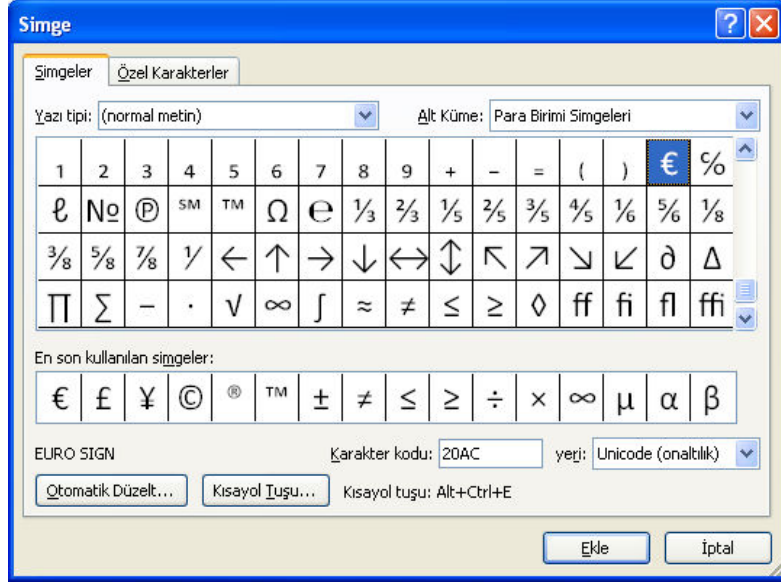 Simge
Şimgeler Özel Karakterler
Yazı tipi: (normal metin) Alt Küme: Para Birimi Simgeleri
1 2 3 4 5 6 7 8 9 + − = ( ) € ℅
ℓ № ℗ ℠ ™ Ω ℮ ⅓ ⅔ ⅕ ⅖ ⅗ ⅘ ⅙ ⅚ ⅛
⅜ ⅝ ⅞ ⅟ ← ↑ → ↓ ↔ ↕ ↖ ↗ ↘ ↙ ∂ ∆
∏ ∑ − ∙ √ ∞ ∫ ≈ ≠ ≤ ≥ ◊ ff fi fl ffi
En son kullanılan simgeler:
€ £ ¥ © ® ™ ± ≠ ≤ ≥ ÷ × ∞ µ α β
EURO SIGN Karakter kodu: 20AC yeri: Unicode (onaltılık)
Otomatik Düzelt... Kısayol Tuşu... Kısayol tuşu: Alt+Ctrl+E
Ekle İptal